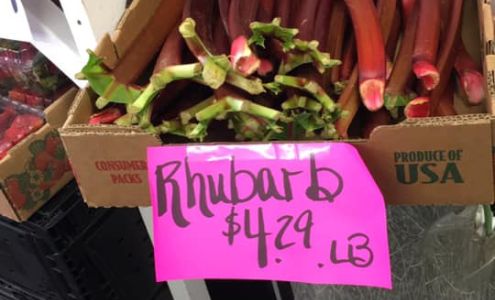 CONSUMER
PACKS
PRODUCE OF
USA
Rhubarb
$4.29 .LB